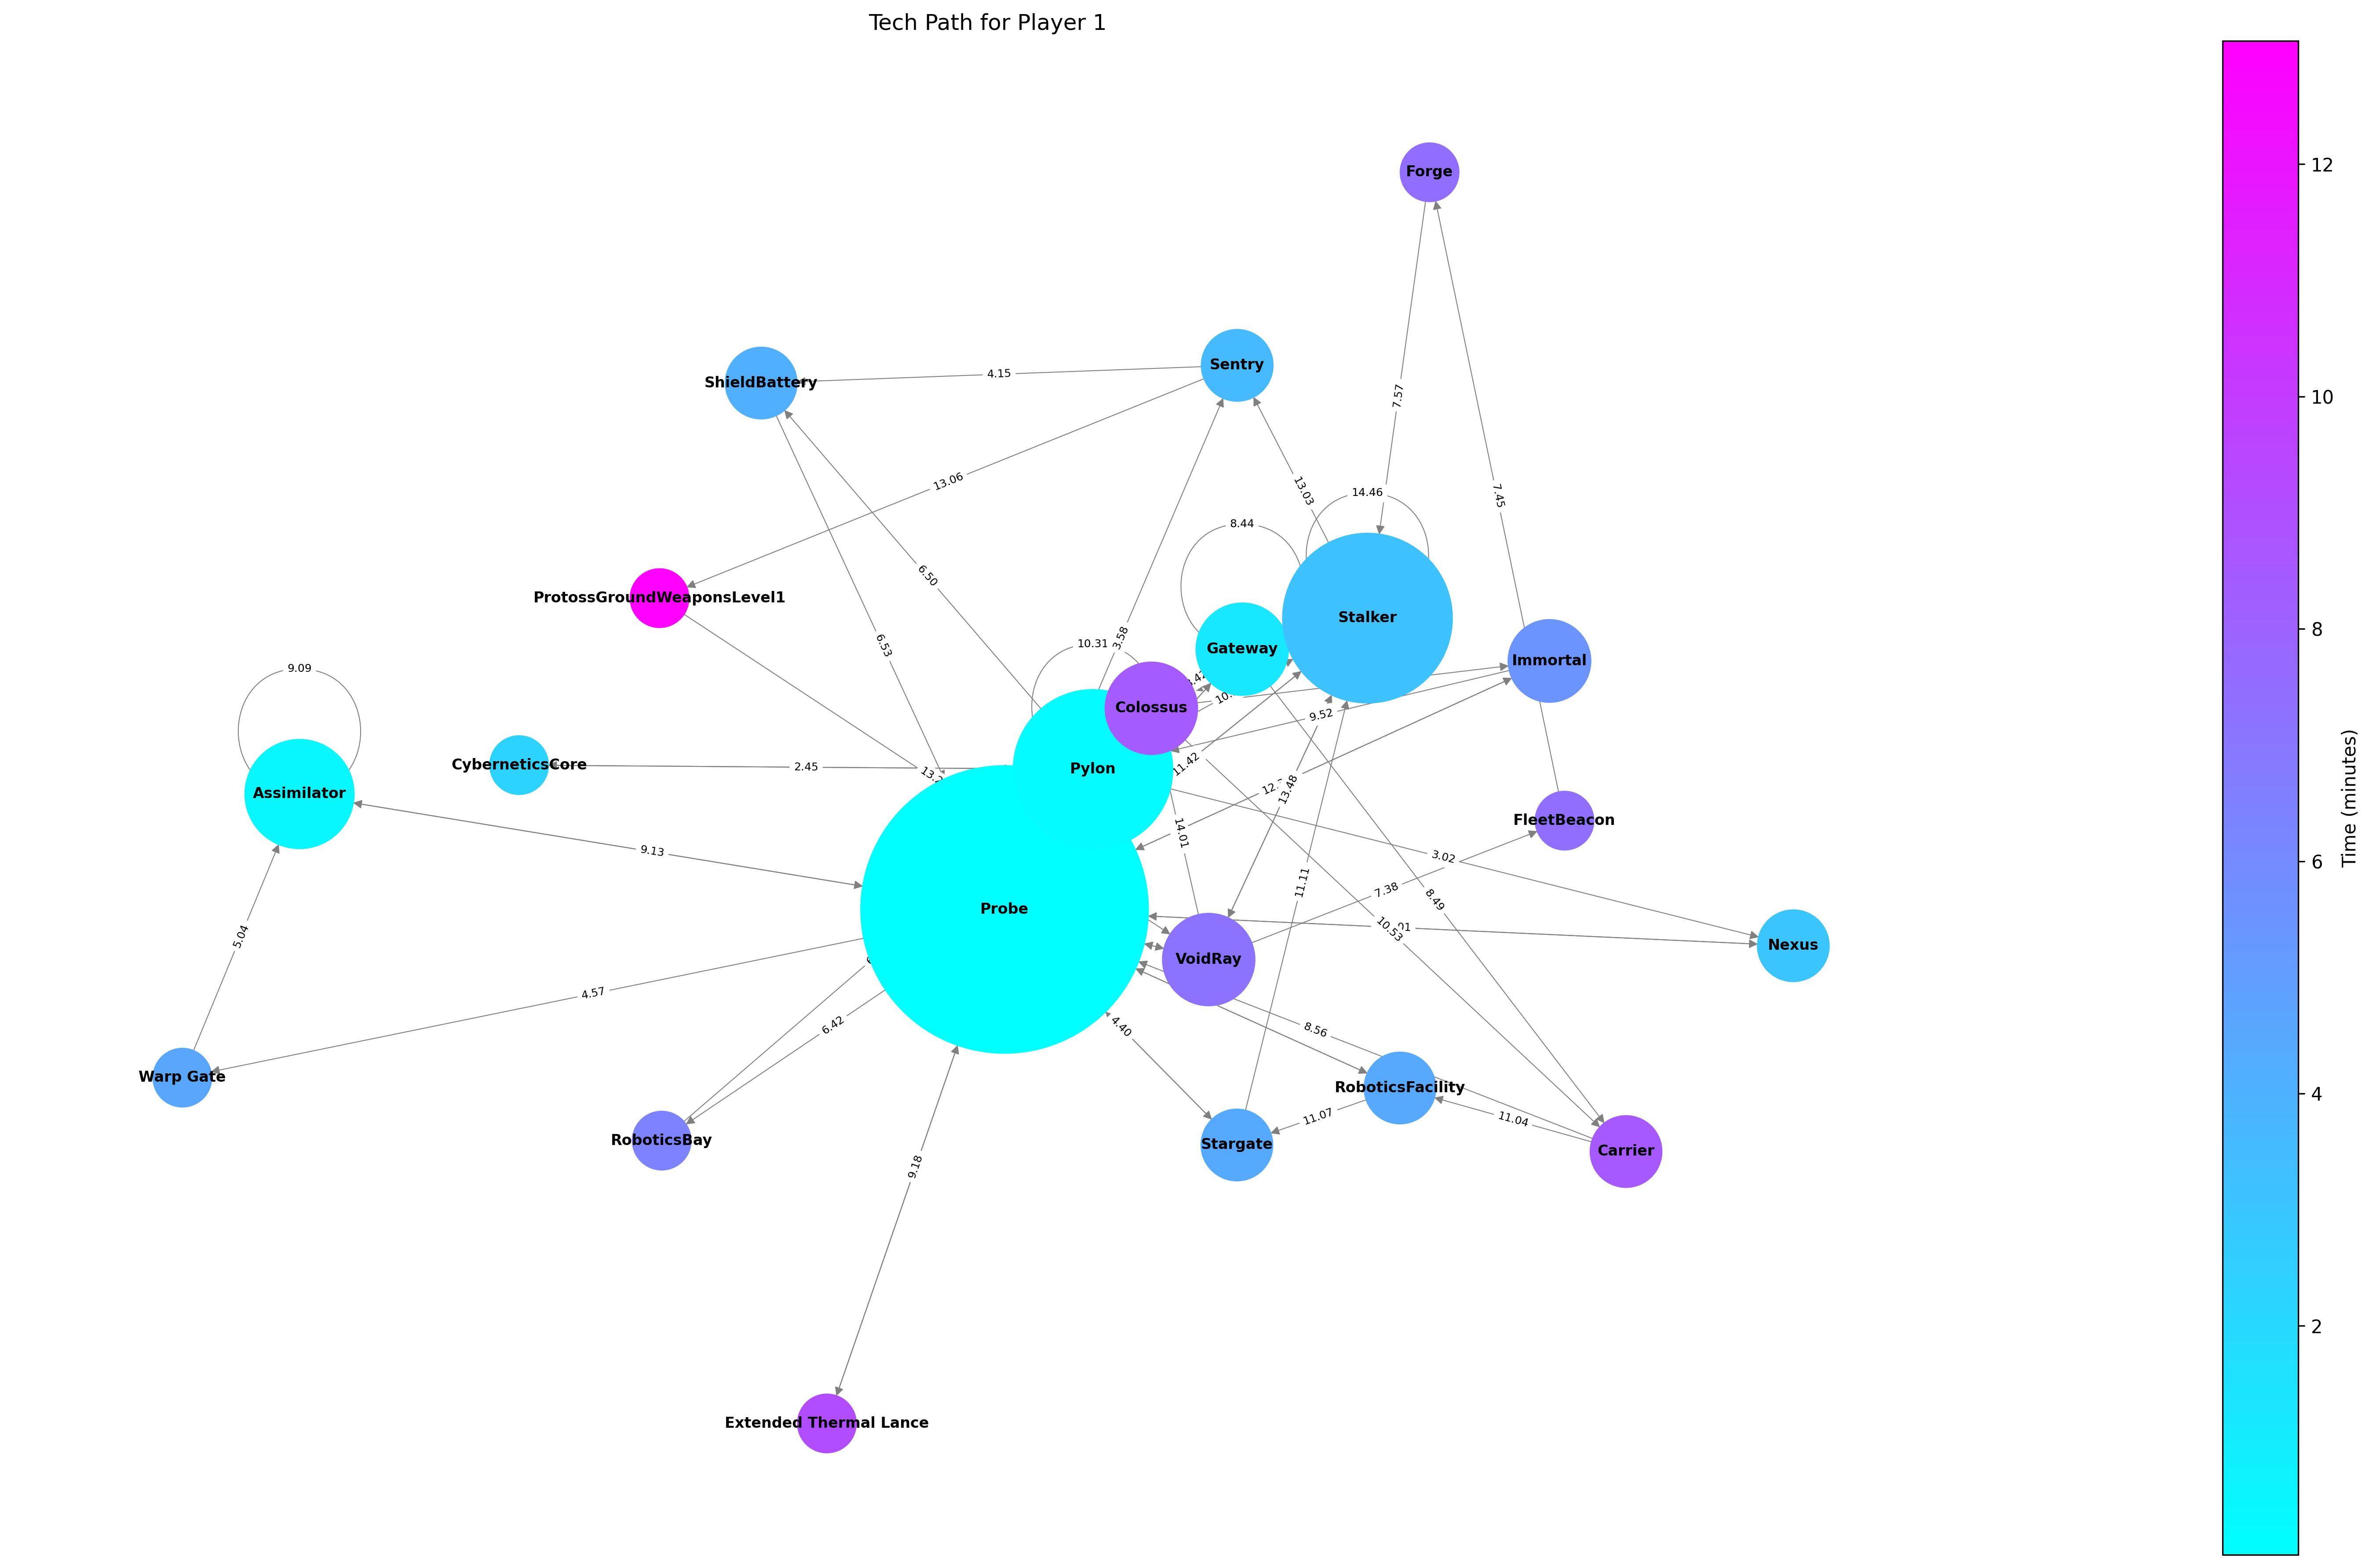 Tech Path for Player 1
12
Forge
10
Sentry
4.15
ShieldBattery
7.57
13.06
13.03
14.46
7.45
8.44
6.50
8
ProtossGroundWeaponsLevel1
Stalker
3.58
6.53
10.31
Gateway
Immortal
9.09
Colossus
9.52
Time (minutes)
CyberneticsCore
2.45
Pylon
11.42
13.48
Assimilator
FleetBeacon
14.01
9.13
3.02
6
11.11
7.38
8.49
Probe
10.53
5.04
VoidRay
Nexus
4.57
6.42
4.40
8.56
Warp Gate
RoboticsFacility
4
11.07
11.04
RoboticsBay
Stargate
Carrier
9.18
2
Extended Thermal Lance